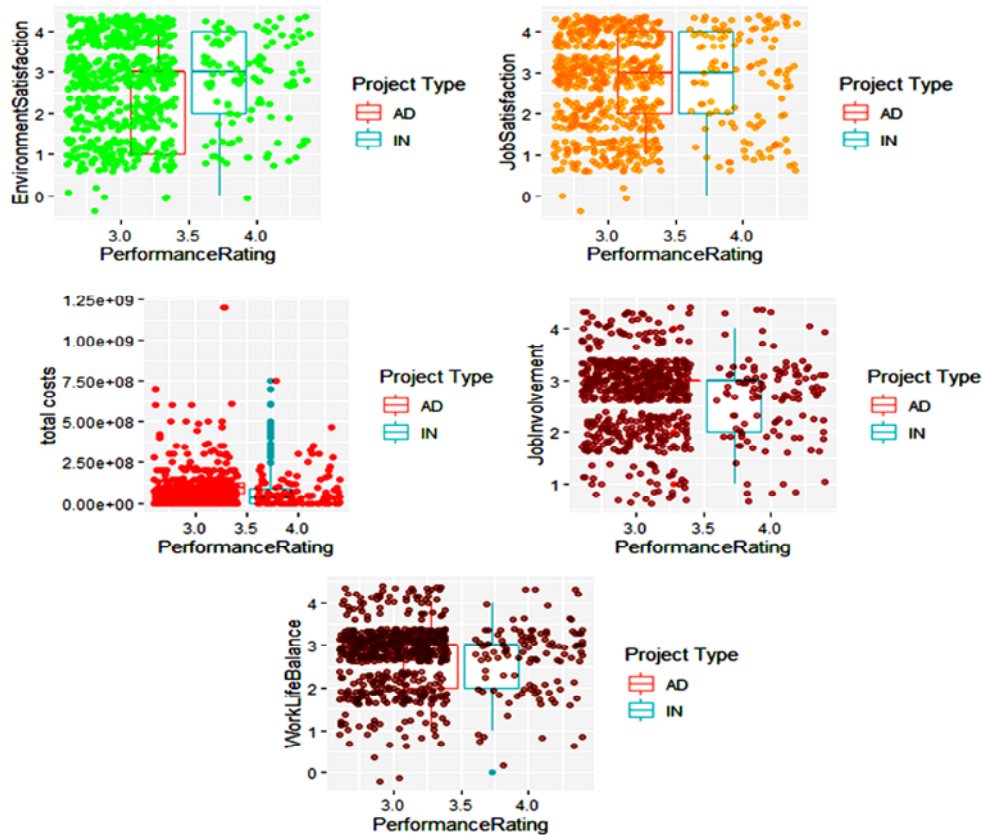 EnvironmentSatisfaction
4
3
2
1
0
3.0 3.5 4.0
PerformanceRating
Project Type
AD
IN
JobSatisfaction
4
3
2
1
0
3.0 3.5 4.0
PerformanceRating
Project Type
AD
IN
total costs
1.25e+09
1.00e+09
7.50e+08
5.00e+08
2.50e+08
0.00e+00
3.0 3.5 4.0
PerformanceRating
Project Type
AD
IN
JobInvolvement
4
3
2
1
3.0 3.5 4.0
PerformanceRating
Project Type
AD
IN
WorkLifeBalance
4
3
2
1
0
3.0 3.5 4.0
PerformanceRating
Project Type
AD
IN